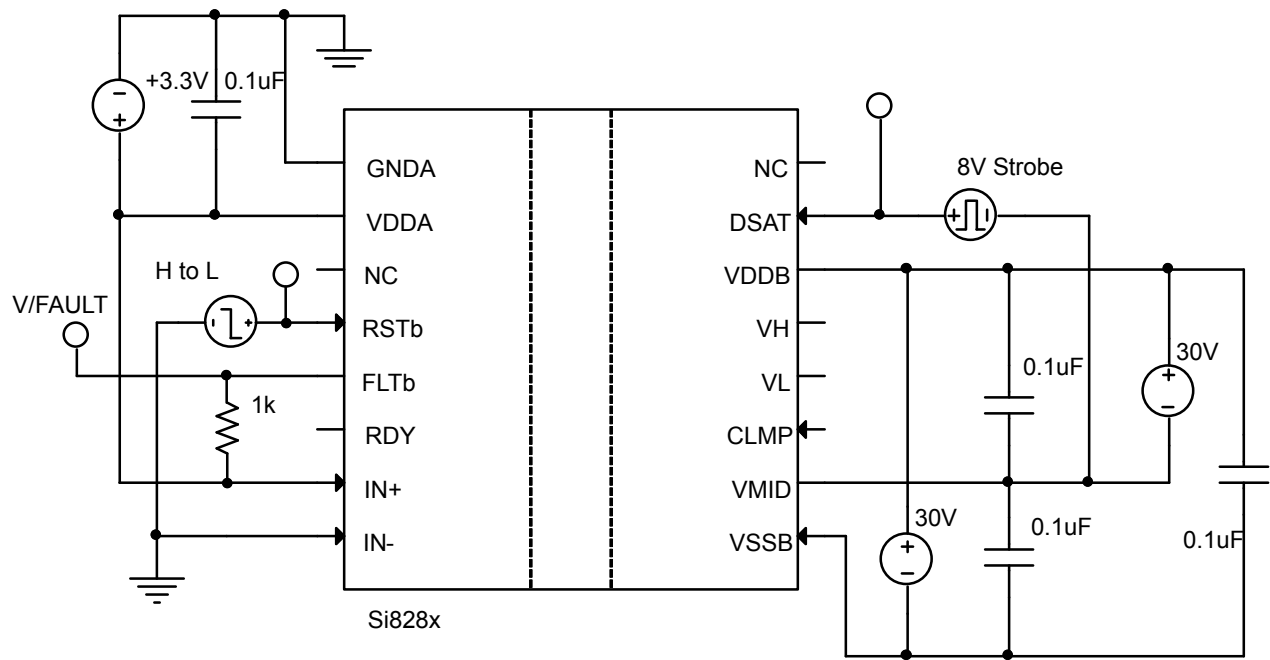 +3.3V 0.1uF
GNDA
VDDA
NC
H to L
V/FAULT
RSTb
FLTb
1k
RDY
IN+
IN-
NC
8V Strobe
DSAT
VDDB
VH
30V
0.1uF
VL
CLMP
VMID
30V
0.1uF
0.1uF
VSSB
Si828x